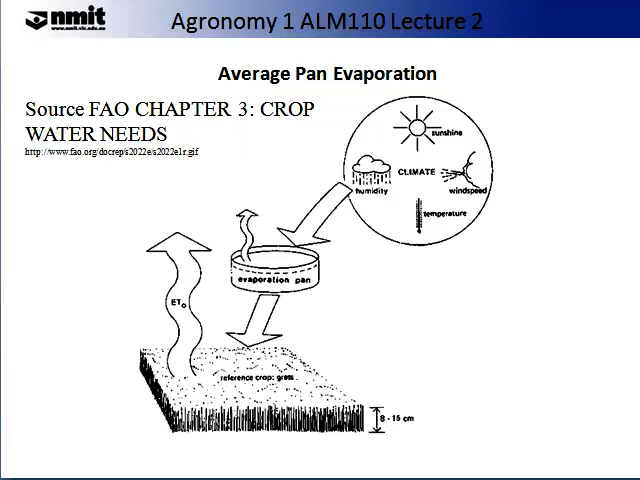 nmit
www.nmit.vic.edu.au
Agronomy 1 ALM110 Lecture 2
Average Pan Evaporation
Source FAO CHAPTER 3: CROP
WATER NEEDS
http://www.fao.org/docrep/s2022e/s2022e1r.gif
sunshine
CLIMATE
humidity
windspeed
temperature
evaporation pan
ETo
reference crop: grass
8 - 15 cm